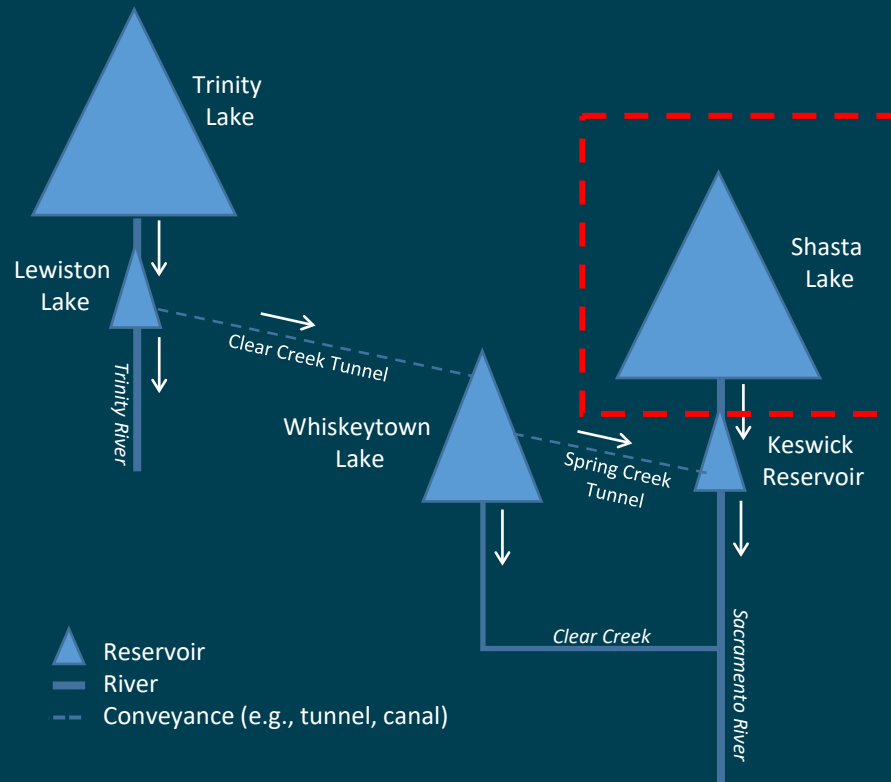 Trinity
Lake
Lewiston
Lake
Trinity River
Clear Creek Tunnel
Whiskeytown
Lake
Spring Creek
Tunnel
Shasta
Lake
Keswick
Reservoir
Clear Creek
Sacramento River
Reservoir
River
Conveyance (e.g., tunnel, canal)